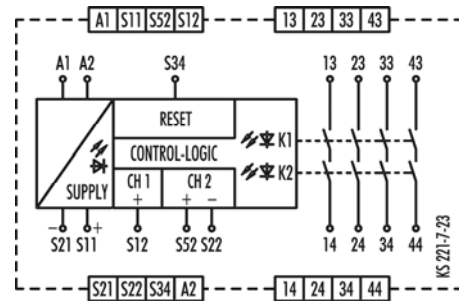 A1 S11 S52 S12 13 23 33 43
A1 A2 S34 13 23 33 43
RESET
CONTROL-LOGIC
K1
K2
SUPPLY
CH 1 CH 2
+ + −
− S21 S11 + S12 S52 S22 14 24 34 44
KS 221-7-23
S21 S22 S34 A2 14 24 34 44